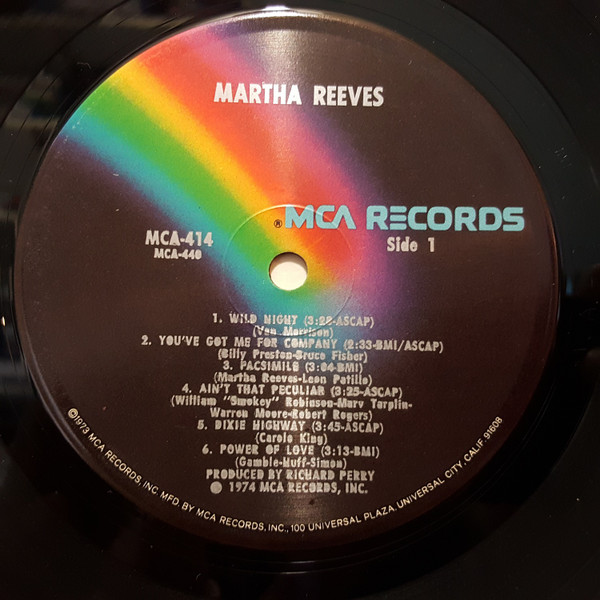 MARTHA REEVES
® MCA RECORDS
MCA-414
Side 1
MCA-440
1. WILD NIGHT (3:28-ASCAP)
(Van Morrison)
2. YOU'VE GOT ME FOR COMPANY (2:33-BMI/ASCAP)
(Billy Preston-Bruce Fisher)
3. FACSIMILE (3:04-BMI)
(Martha Reeves-Leon Patillo)
4. AIN'T THAT PECULIAR (3:25-ASCAP)
(William "Smokey" Robinson-Marv Tarplin-
Warren Moore-Robert Rogers)
5. DIXIE HIGHWAY (3:45-ASCAP)
(Carole King)
6. POWER OF LOVE (3:13-BMI)
(Gamble-Huff-Simon)
PRODUCED BY RICHARD PERRY
℗ 1974 MCA RECORDS, INC.
©1973 MCA RECORDS, INC. MFD. BY MCA RECORDS, INC., 100 UNIVERSAL PLAZA, UNIVERSAL CITY, CALIF. 91608